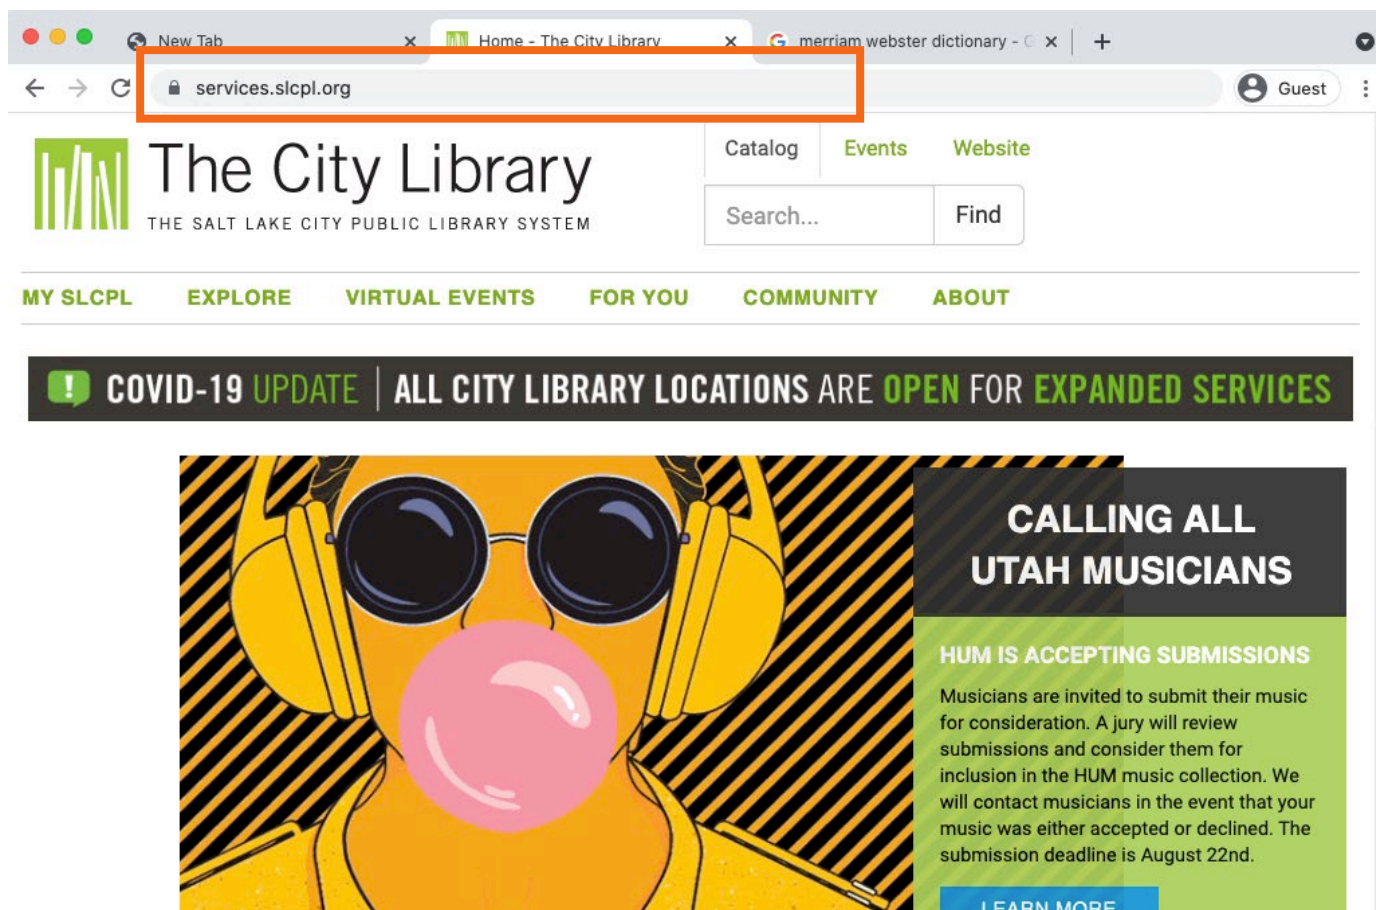 New Tab
Home - The City Library
merriam webster dictionary - G
services.slcpl.org
Guest
The City Library
THE SALT LAKE CITY PUBLIC LIBRARY SYSTEM
Catalog Events Website
Search... Find
MY SLCPL EXPLORE VIRTUAL EVENTS FOR YOU COMMUNITY ABOUT
COVID-19 UPDATE | ALL CITY LIBRARY LOCATIONS ARE OPEN FOR EXPANDED SERVICES
CALLING ALL
UTAH MUSICIANS
HUM IS ACCEPTING SUBMISSIONS
Musicians are invited to submit their music
for consideration. A jury will review
submissions and consider them for
inclusion in the HUM music collection. We
will contact musicians in the event that your
music was either accepted or declined. The
submission deadline is August 22nd.
LEARN MORE